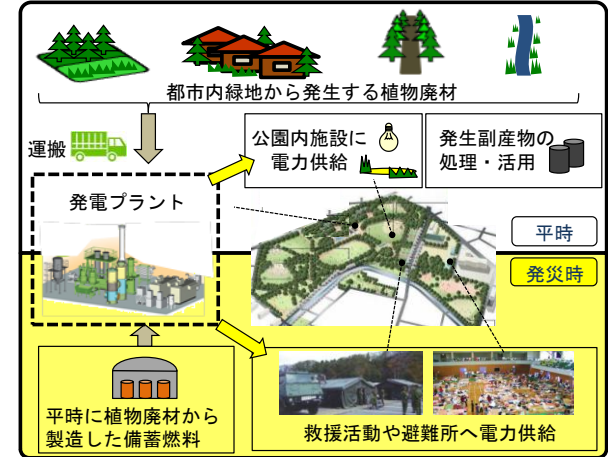 都市内緑地から発生する植物廃材
運搬
公園内施設に
電力供給
発生副産物の
処理・活用
発電プラント
平時
発災時
平時に植物廃材から
製造した備蓄燃料
救援活動や避難所へ電力供給